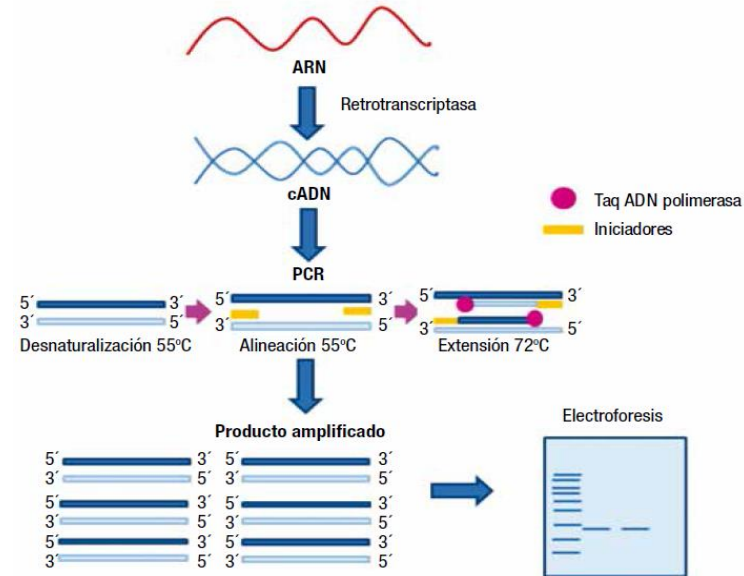 ARN
Retrotranscriptasa
cADN
Taq ADN polimerasa
Iniciadores
PCR
5´ 3´ 5´ 3´ 5´ 3´
3´ 5´ 3´ 5´ 3´ 5´
Desnaturalización 55ºC Alineación 55ºC Extensión 72ºC
Electroforesis
Producto amplificado
5´ 3´ 5´ 3´
3´ 5´ 3´ 5´
5´ 3´ 5´ 3´
3´ 5´ 3´ 5´
5´ 3´ 5´ 3´
3´ 5´ 3´ 5´